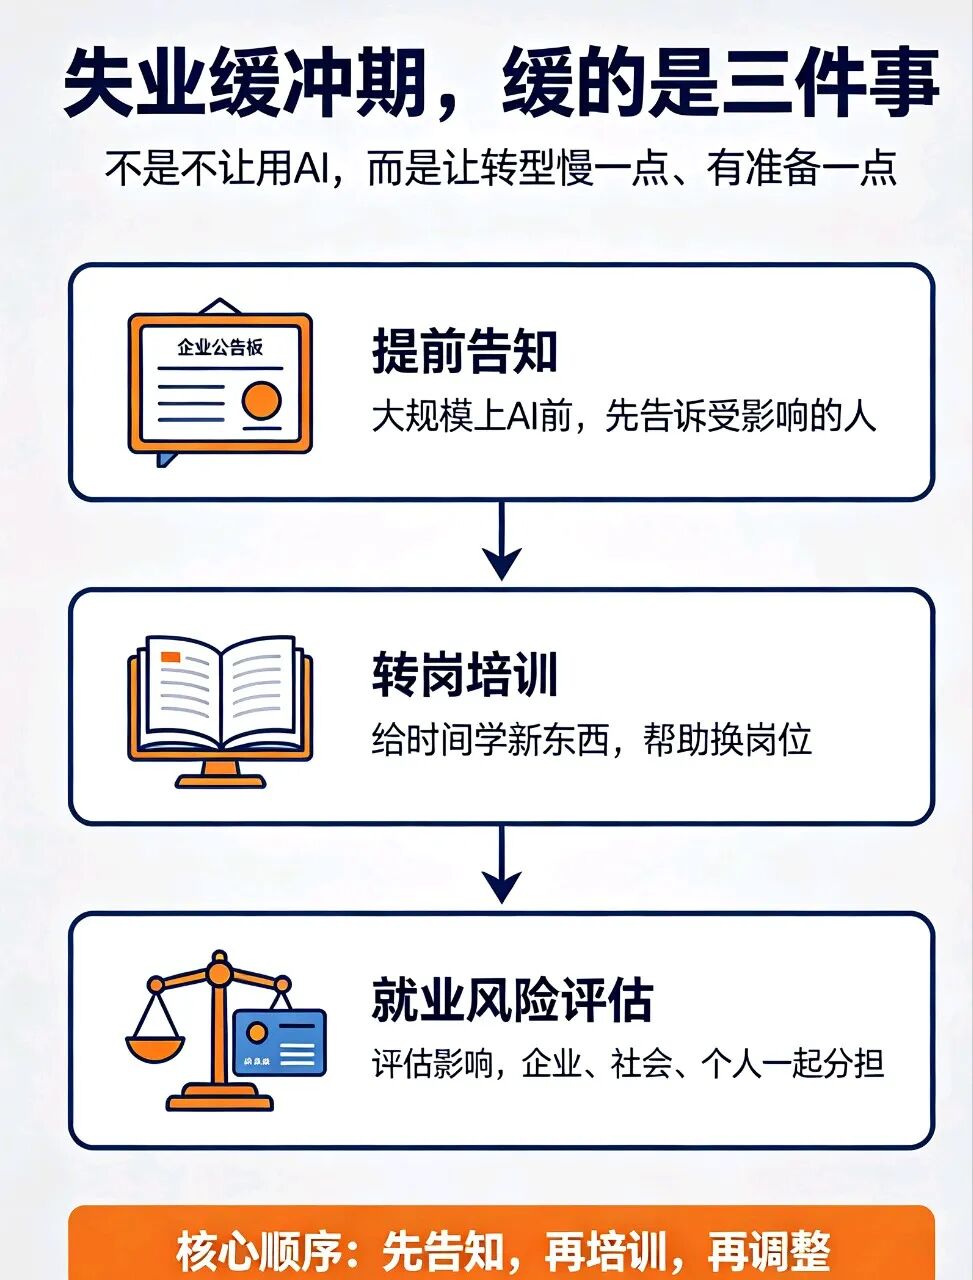 失业缓冲期，缓的是三件事
不是不让用AI，而是让转型慢一点、有准备一点
企业公告板
提前告知
大规模上AI前，先告诉受影响的人
转岗培训
给时间学新东西，帮助换岗位
就业风险评估
评估影响，企业、社会、个人一起分担
核心顺序：先告知，再培训，再调整